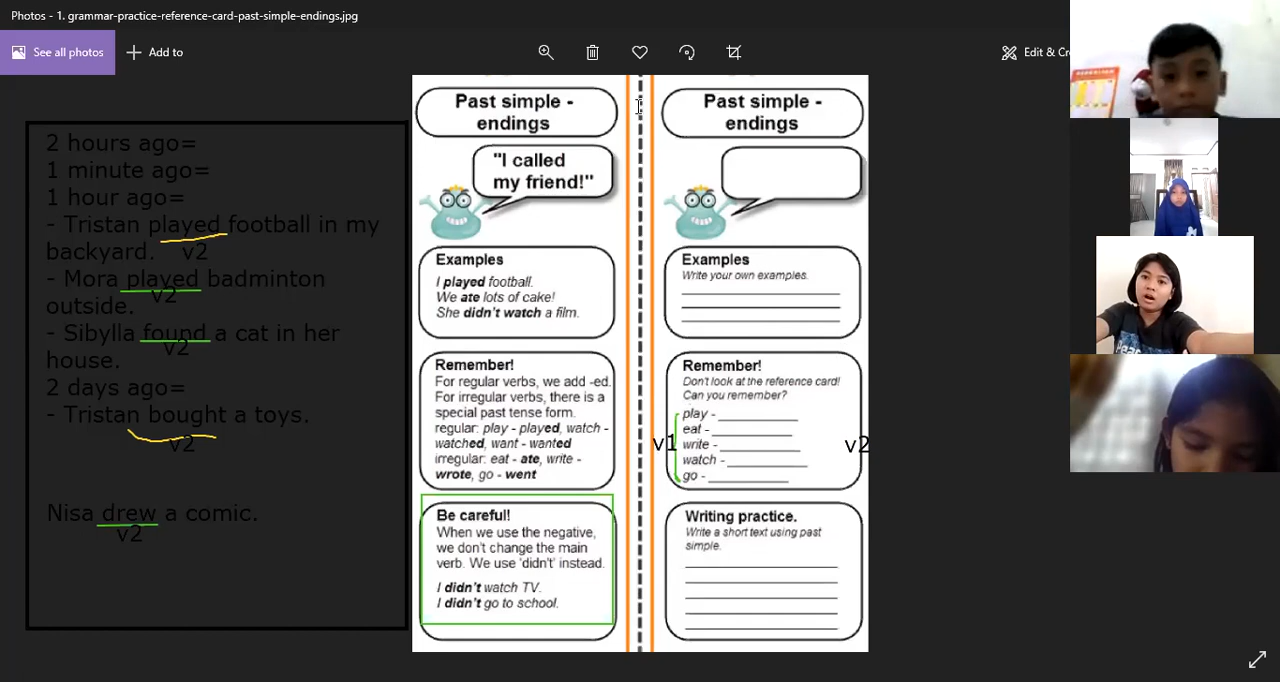 Photos - 1. grammar-practice-reference-card-past-simple-endings.jpg
See all photos
Add to
Edit & Cr
2 hours ago=
1 minute ago=
1 hour ago=
- Tristan played football in my
backyard. v2
- Mora played badminton
v2
outside.
- Sibylla found a cat in her
v2
house.
2 days ago=
- Tristan bought a toys.
v2
Nisa drew a comic.
v2
Past simple -
endings
"I called
my friend!"
Examples
I played football.
We ate lots of cake!
She didn't watch a film.
Remember!
For regular verbs, we add -ed.
For irregular verbs, there is a
special past tense form.
regular: play - played, watch -
watched, want - wanted
irregular: eat - ate, write -
wrote, go - went
Be careful!
When we use the negative,
we don't change the main
verb. We use 'didn't' instead.
I didn't watch TV.
I didn't go to school.
Past simple -
endings
Examples
Write your own examples.
Remember!
Don't look at the reference card!
Can you remember?
play -
eat -
write -
watch -
go -
v1
v2
Writing practice.
Write a short text using past
simple.